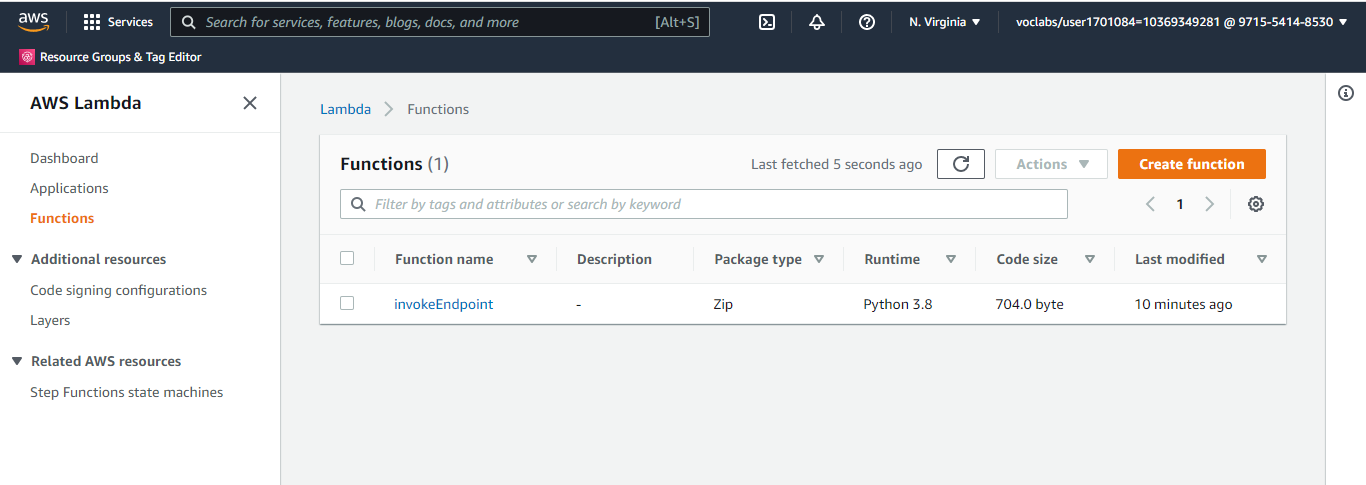 aws Services Search for services, features, blogs, docs, and more [Alt+S] N. Virginia voclabs/user1701084=10369349281 @ 9715-5414-8530
Resource Groups & Tag Editor
AWS Lambda
Dashboard
Applications
Functions
Additional resources
Code signing configurations
Layers
Related AWS resources
Step Functions state machines
Lambda Functions
Functions (1) Last fetched 5 seconds ago Actions Create function
Filter by tags and attributes or search by keyword 1
Function name Description Package type Runtime Code size Last modified
invokeEndpoint - Zip Python 3.8 704.0 byte 10 minutes ago